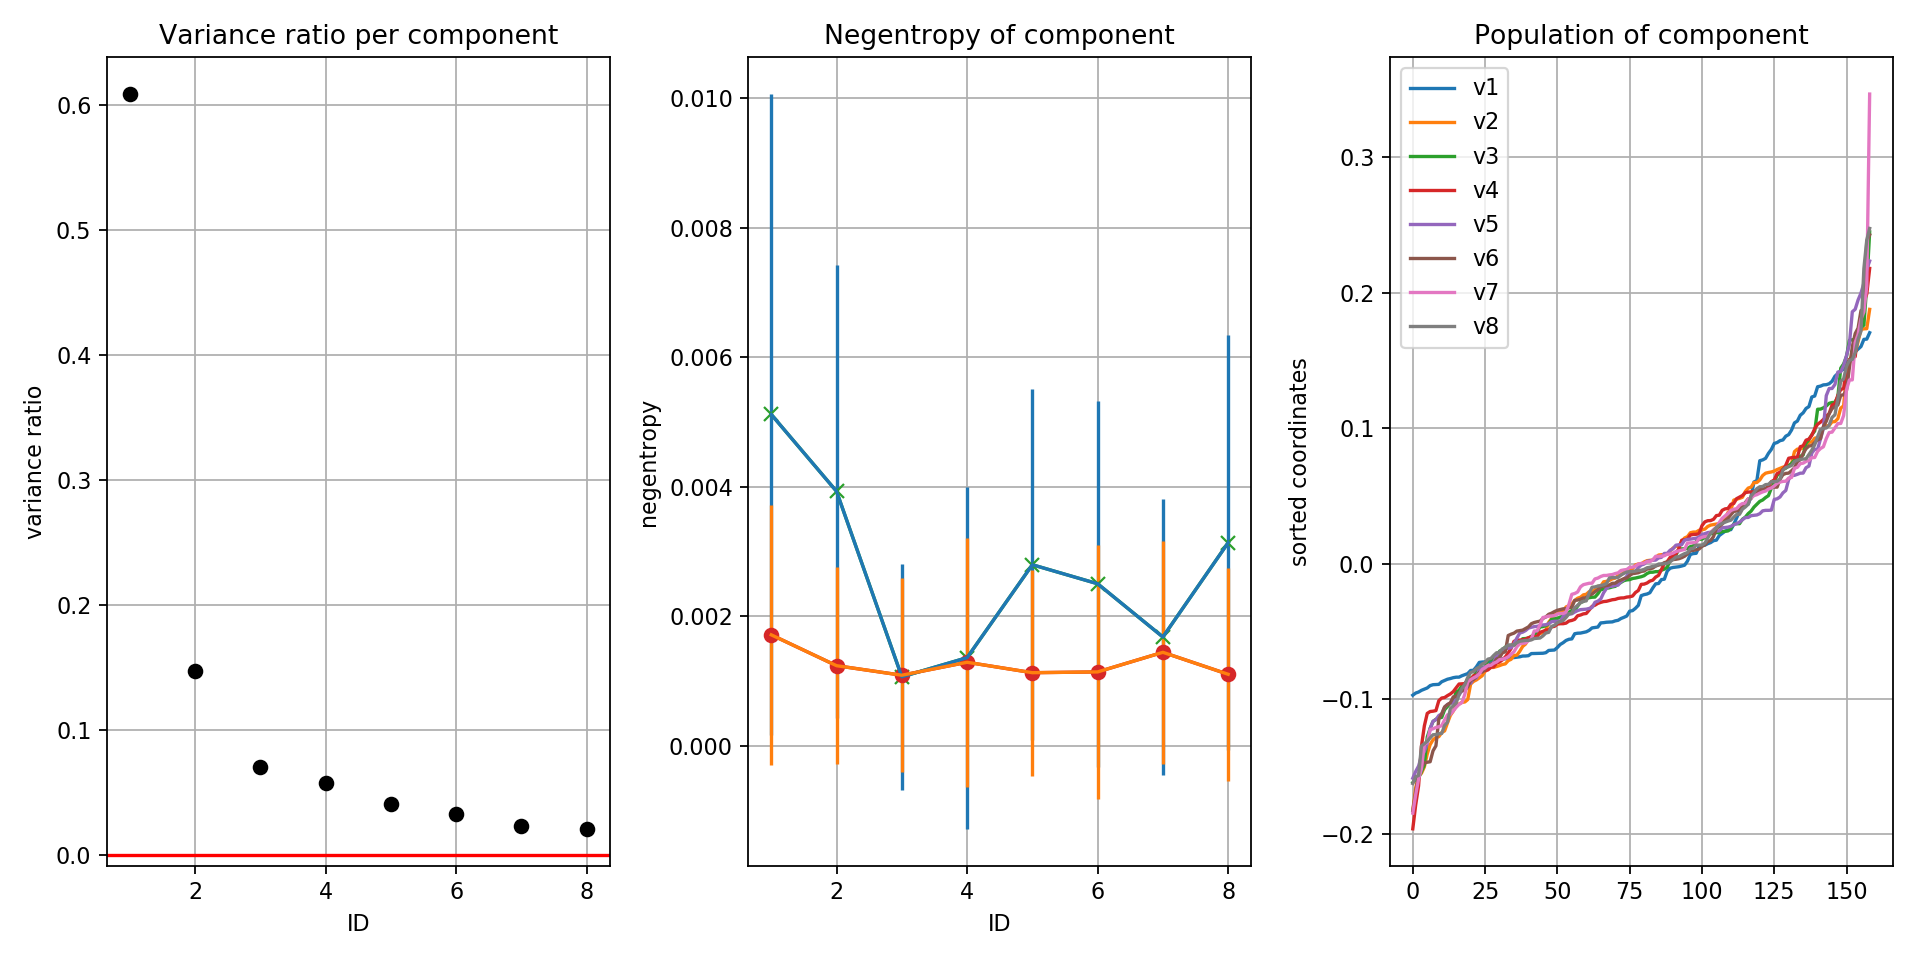 Variance ratio per component
variance ratio
0.6
0.5
0.4
0.3
0.2
0.1
0.0
2 4 6 8
ID
Negentropy of component
negentropy
0.010
0.008
0.006
0.004
0.002
0.000
2 4 6 8
ID
Population of component
sorted coordinates
v1
v2
v3
v4
v5
v6
v7
v8
0.3
0.2
0.1
0.0
−0.1
−0.2
0 25 50 75 100 125 150